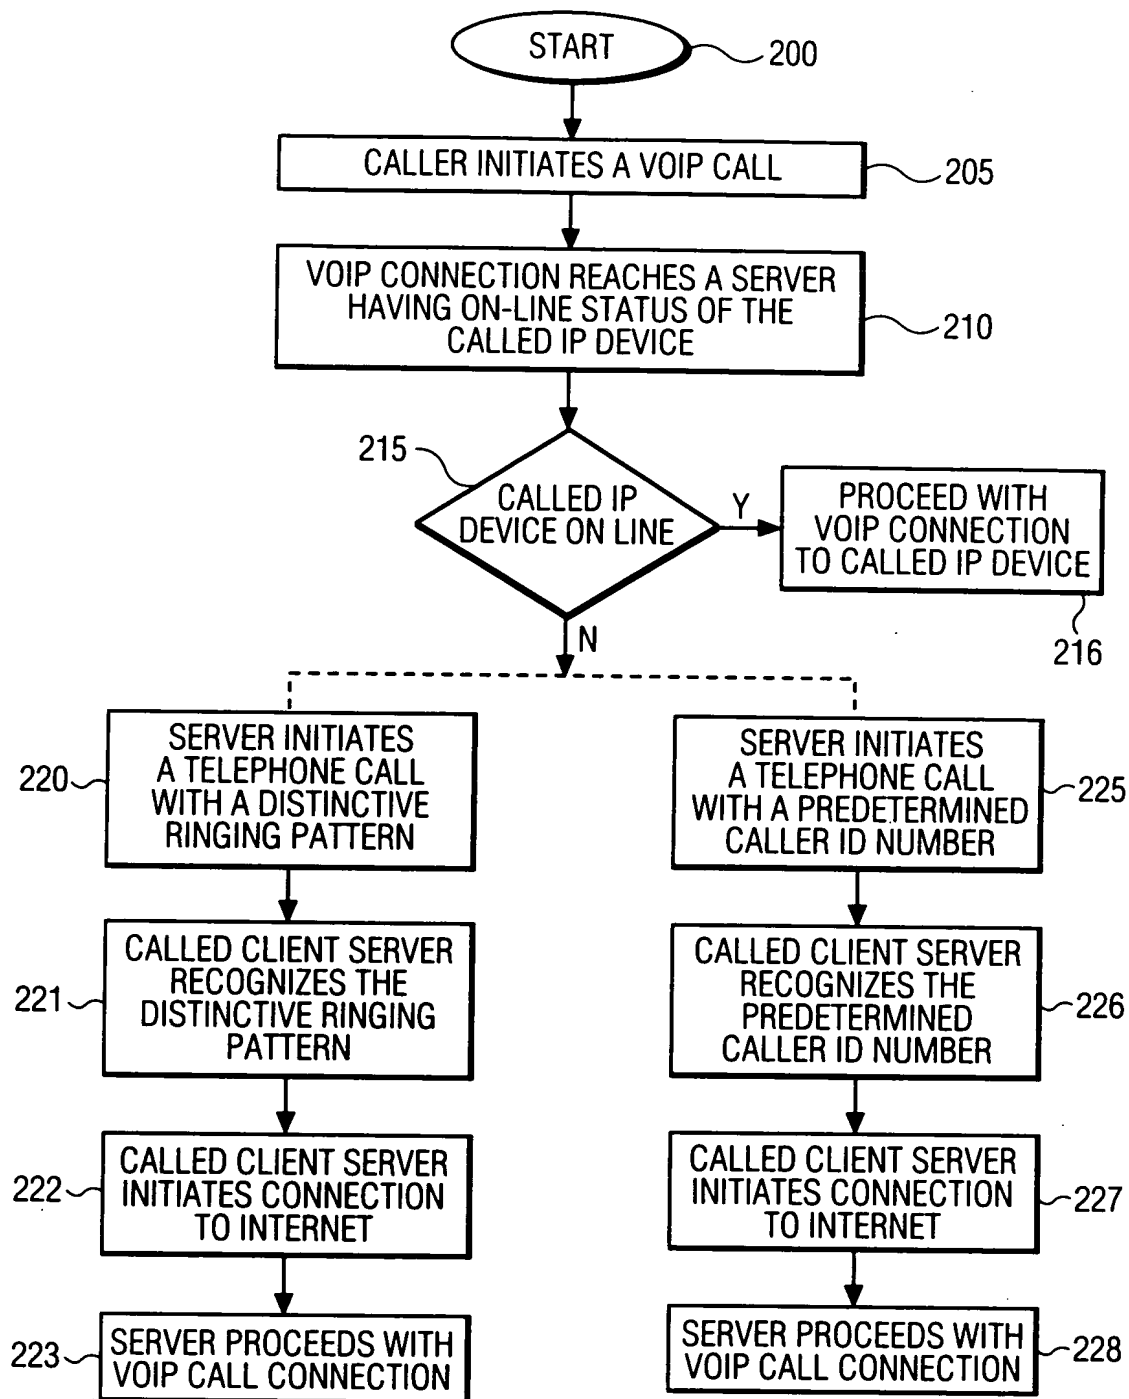 START
200
CALLER INITIATES A VOIP CALL
205
VOIP CONNECTION REACHES A SERVER
HAVING ON-LINE STATUS OF THE
CALLED IP DEVICE
210
215
CALLED IP
DEVICE ON LINE
Y
PROCEED WITH
VOIP CONNECTION
TO CALLED IP DEVICE
216
N
220
SERVER INITIATES
A TELEPHONE CALL
WITH A DISTINCTIVE
RINGING PATTERN
SERVER INITIATES
A TELEPHONE CALL
WITH A PREDETERMINED
CALLER ID NUMBER
225
221
CALLED CLIENT SERVER
RECOGNIZES THE
DISTINCTIVE RINGING
PATTERN
CALLED CLIENT SERVER
RECOGNIZES THE
PREDETERMINED
CALLER ID NUMBER
226
222
CALLED CLIENT SERVER
INITIATES CONNECTION
TO INTERNET
CALLED CLIENT SERVER
INITIATES CONNECTION
TO INTERNET
227
223
SERVER PROCEEDS WITH
VOIP CALL CONNECTION
SERVER PROCEEDS WITH
VOIP CALL CONNECTION
228